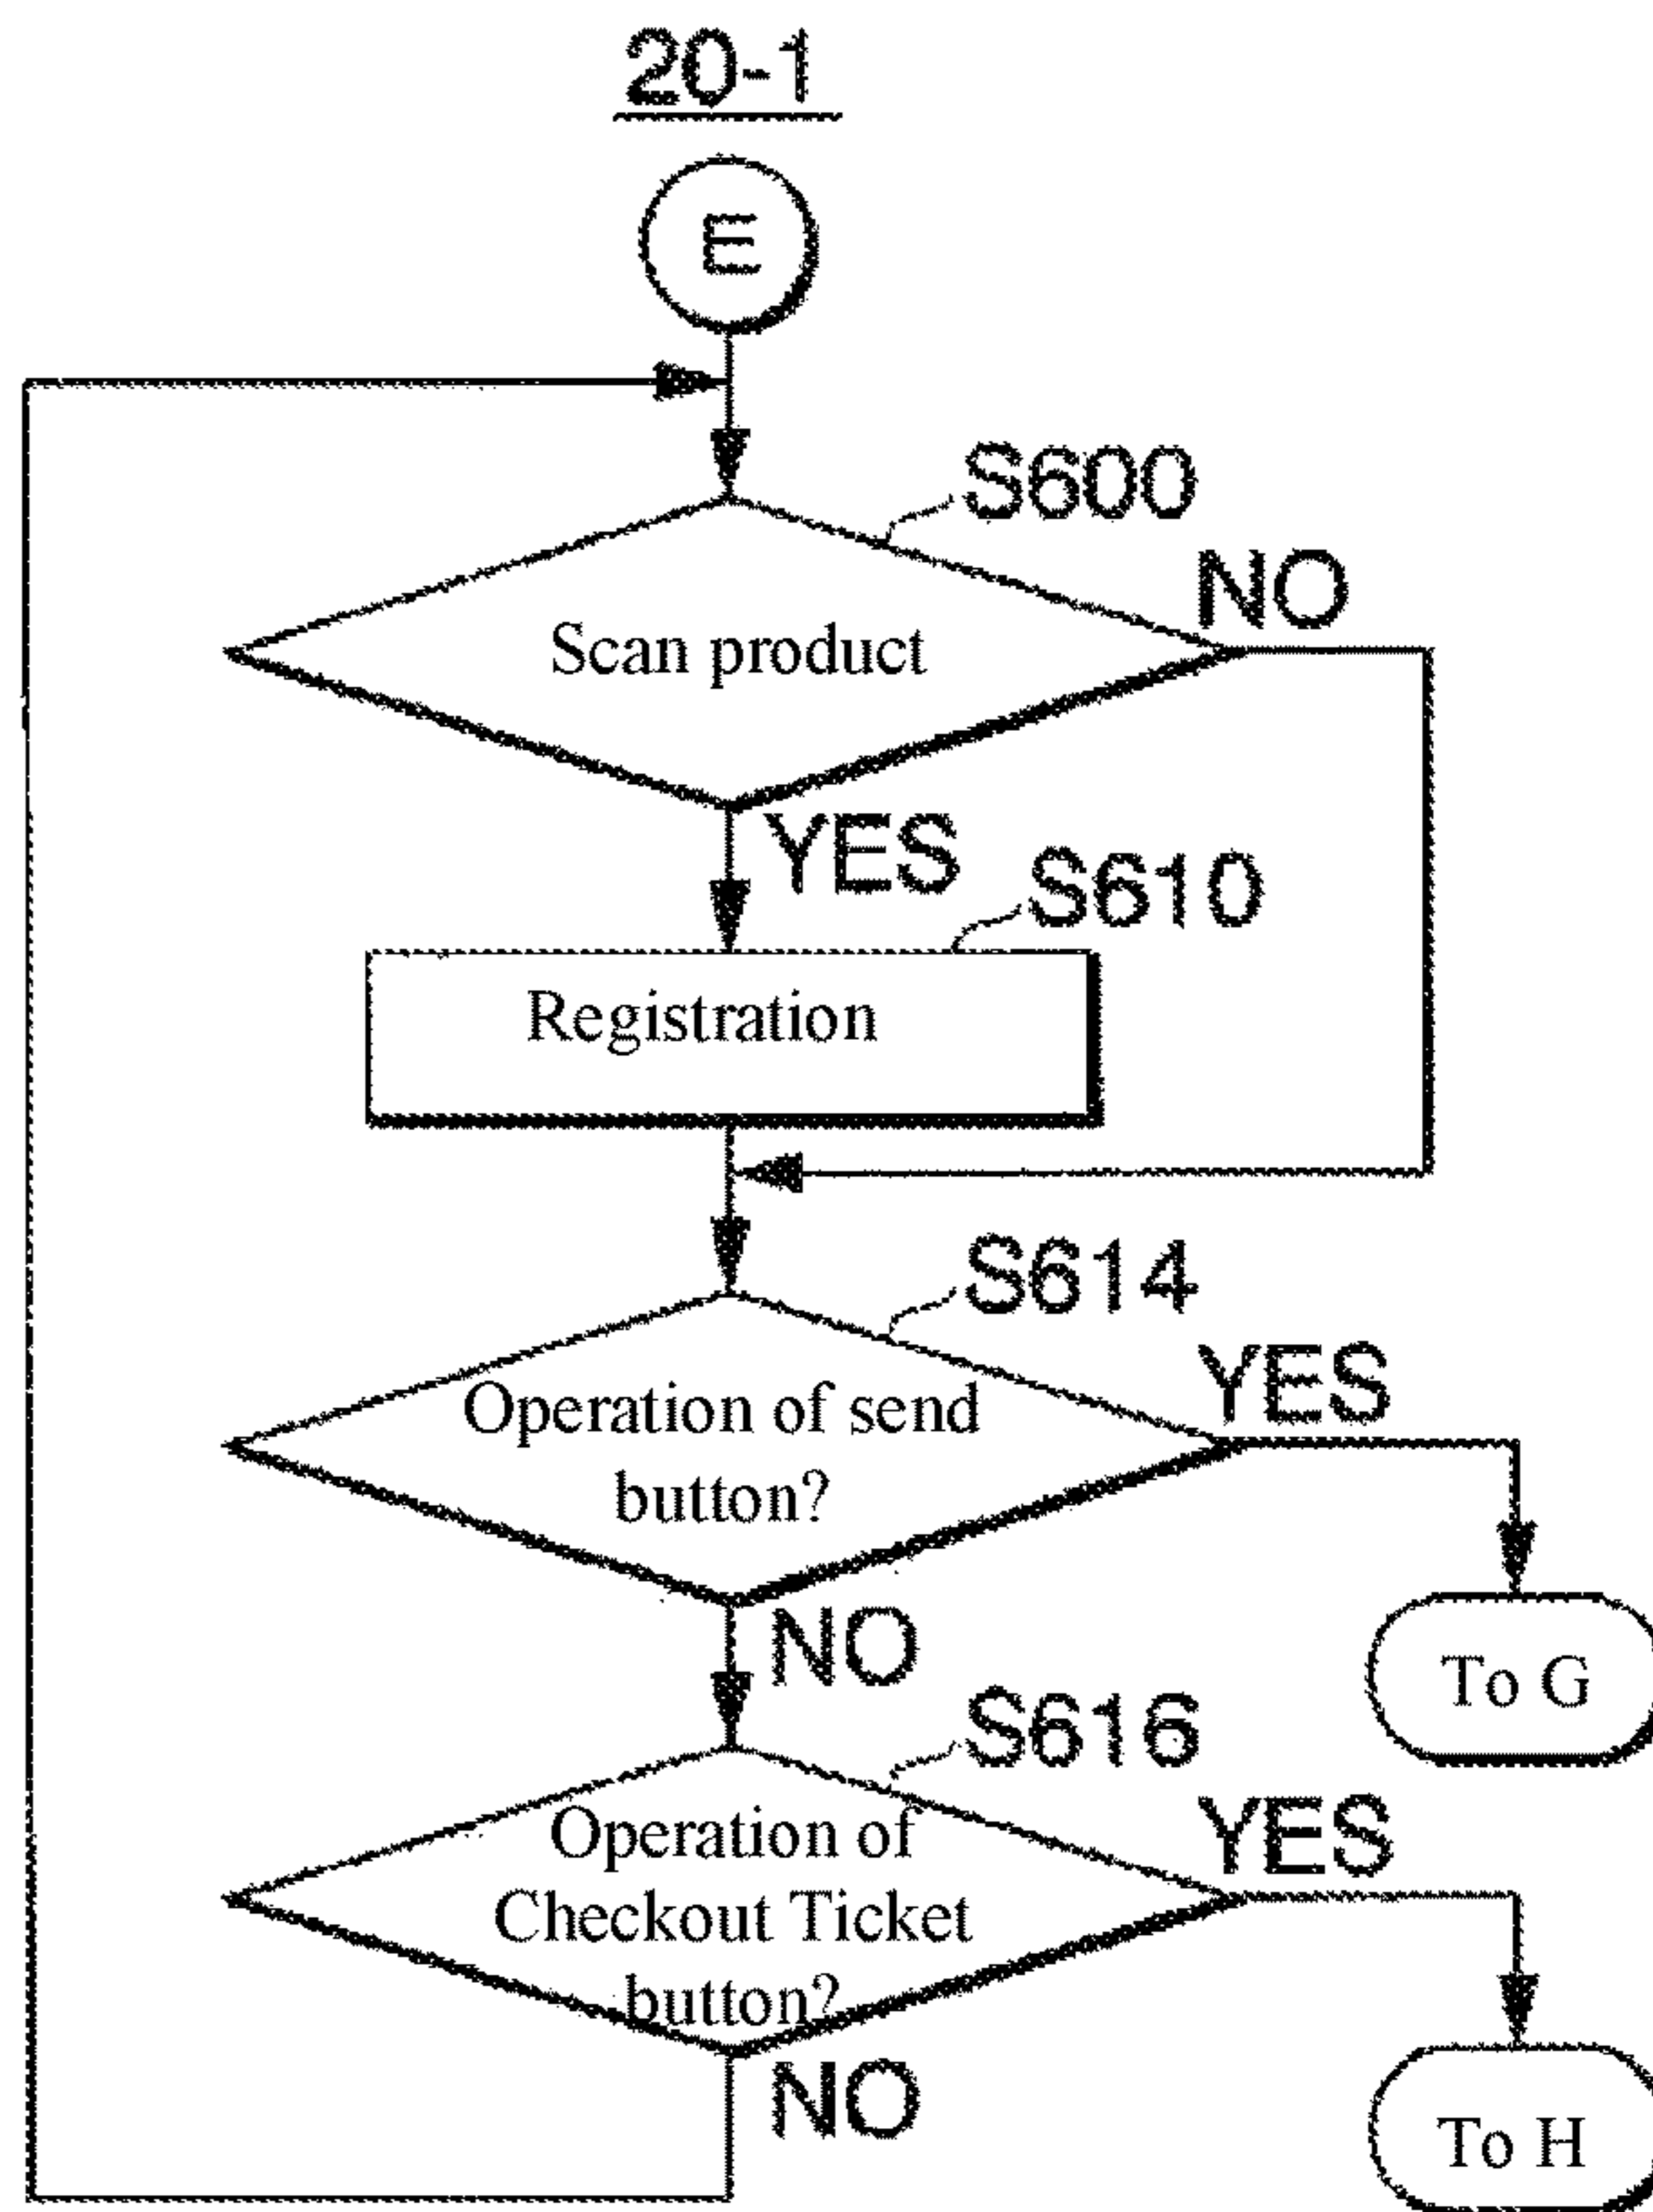 20-1
E
S600
NO
Scan product
YES
S610
Registration
S614
YES
Operation of send
button?
To G
NO
S616
YES
Operation of
Checkout Ticket
button?
NO
To H